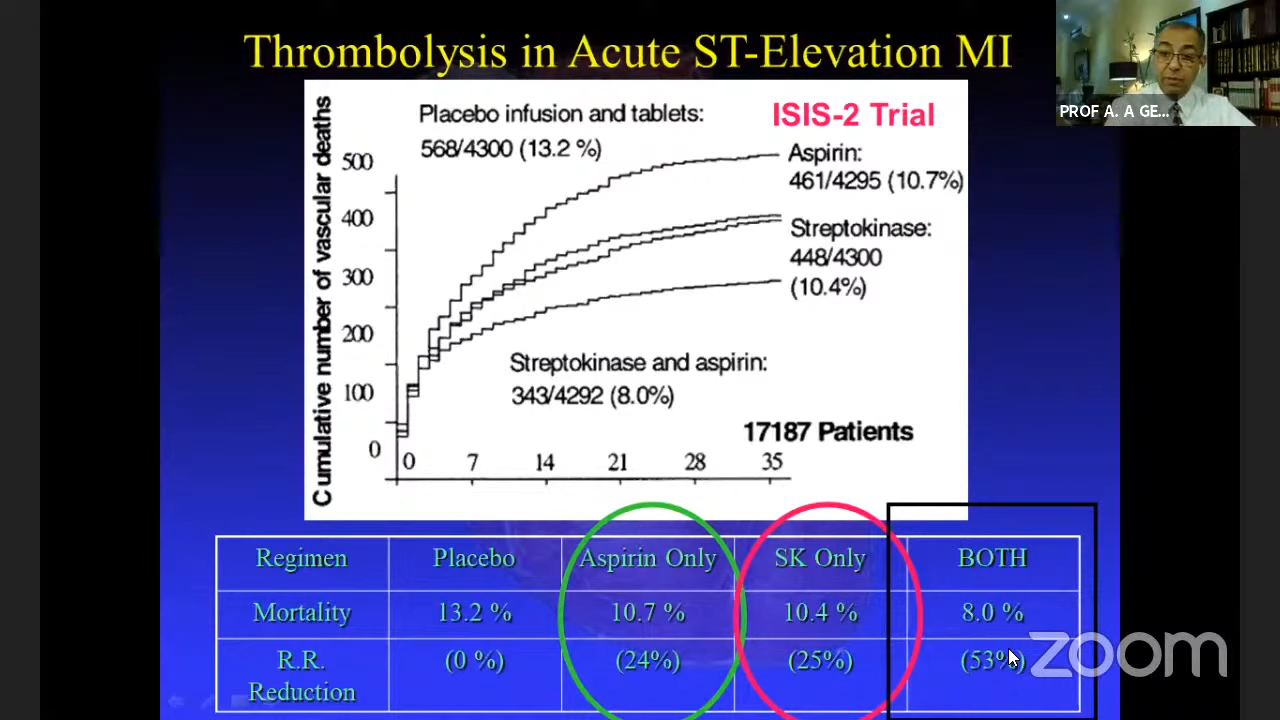 Thrombolysis in Acute ST-Elevation MI
PROF A. A GE...
Cumulative number of vascular deaths
500
400
300
200
100
0
Placebo infusion and tablets:
568/4300 (13.2 %)
ISIS-2 Trial
Aspirin:
461/4295 (10.7%)
Streptokinase:
448/4300
(10.4%)
Streptokinase and aspirin:
343/4292 (8.0%)
17187 Patients
0 7 14 21 28 35
Regimen Placebo Aspirin Only SK Only BOTH
Mortality 13.2 % 10.7 % 10.4 % 8.0 %
R.R. (0 %) (24%) (25%) (53%)
Reduction
zoom